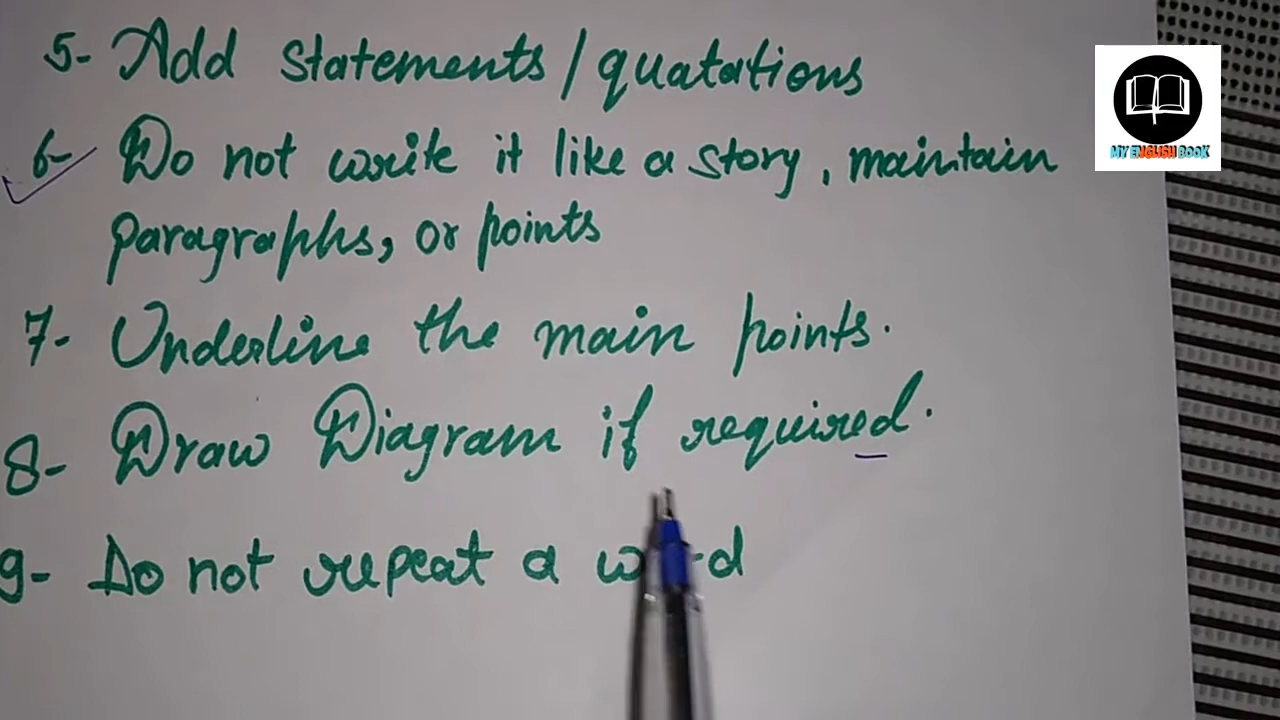 5- Add statements/quatations
6- Do not write it like a story, maintain
paragraphs, or points
7- Underline the main points.
8- Draw Diagram if required.
9- Do not repeat a
MY ENGLISH BOOK